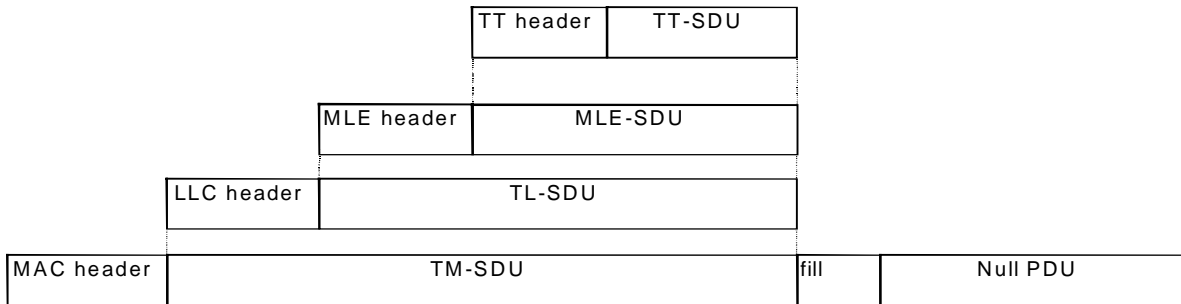 TT header TT-SDU
MLE header MLE-SDU
LLC header TL-SDU
MAC header TM-SDU fill Null PDU